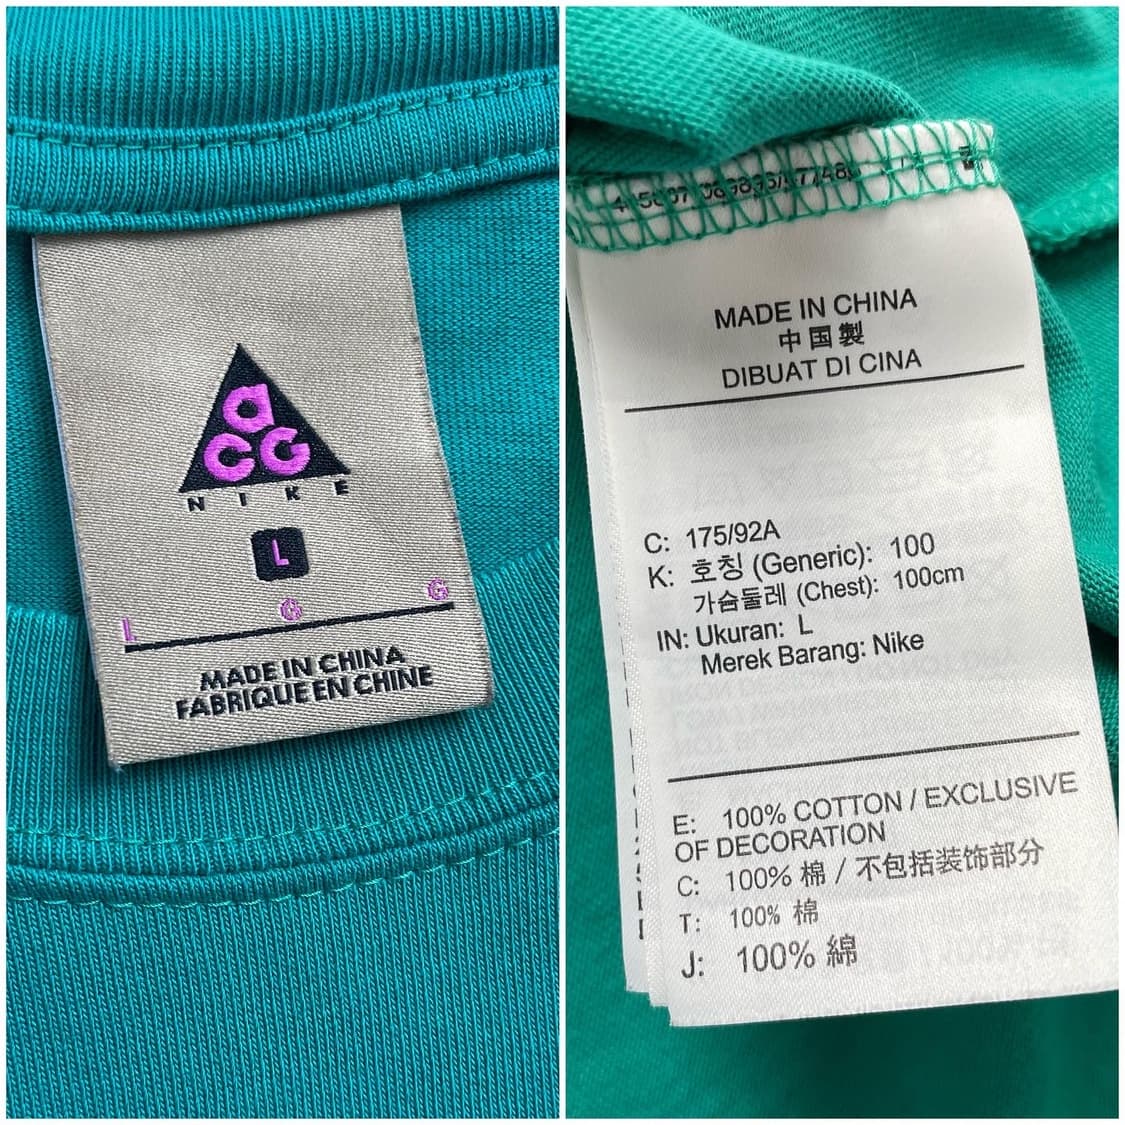 acG
NIKE
L
L G G
MADE IN CHINA
FABRIQUE EN CHINE
MADE IN CHINA
中国製
DIBUAT DI CINA
C: 175/92A
K: 호칭 (Generic): 100
가슴둘레 (Chest): 100cm
IN: Ukuran: L
Merek Barang: Nike
E: 100% COTTON / EXCLUSIVE
OF DECORATION
C: 100% 棉 / 不包括装饰部分
T: 100% 棉
J: 100% 綿